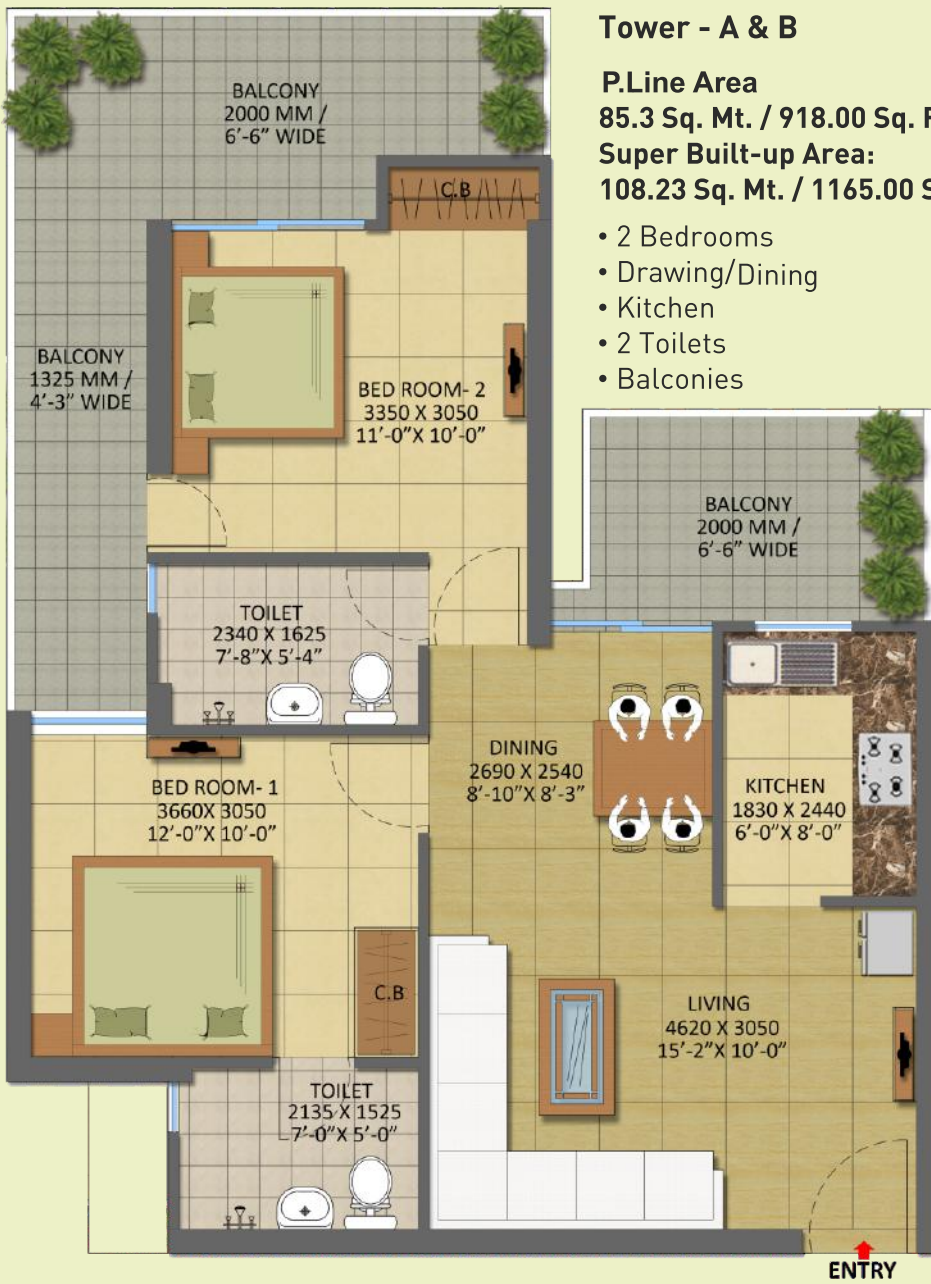 Tower - A & B
P.Line Area
85.3 Sq. Mt. / 918.00 Sq.
Super Built-up Area:
108.23 Sq. Mt. / 1165.00
• 2 Bedrooms
• Drawing/Dining
• Kitchen
• 2 Toilets
• Balconies
BALCONY
2000 MM /
6'-6" WIDE
C.B
BALCONY
1325 MM /
4'-3" WIDE
BED ROOM- 2
3350 X 3050
11'-0"X 10'-0"
BALCONY
2000 MM /
6'-6" WIDE
TOILET
2340 X 1625
7'-8"X 5'-4"
DINING
2690 X 2540
8'-10"X 8'-3"
KITCHEN
1830 X 2440
6'-0"X 8'-0"
BED ROOM- 1
3660X 3050
12'-0"X 10'-0"
C.B
LIVING
4620 X 3050
15'-2"X 10'-0"
TOILET
2135 X 1525
7'-0"X 5'-0"
ENTRY